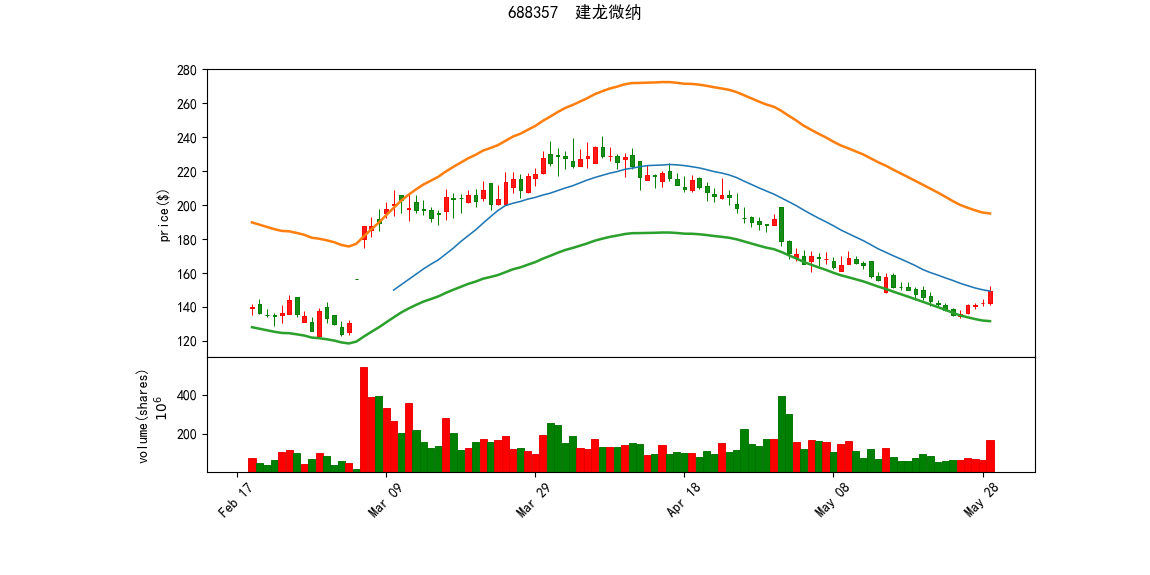 688357 建龙微纳
280
260
240
220
200
180
160
140
120
price($)
400
200
volume(shares)
10^6
Feb 17
Mar 09
Mar 29
Apr 18
May 08
May 28